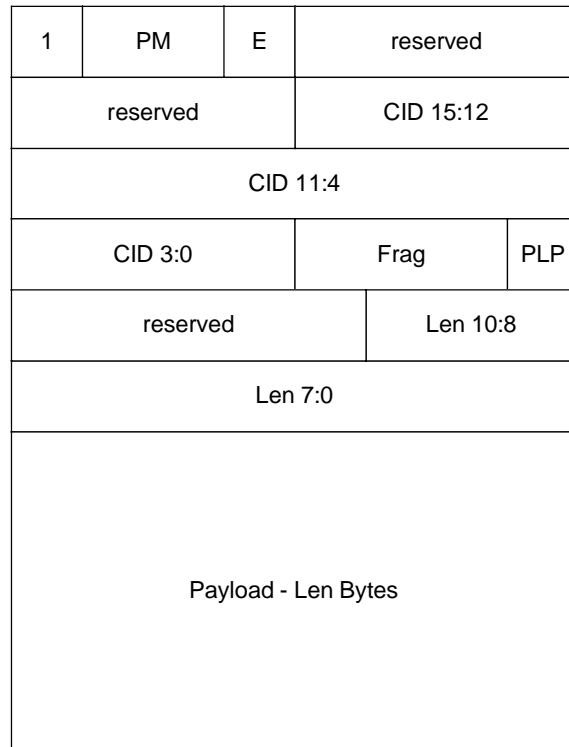 1 PM E reserved
reserved CID 15:12
CID 11:4
CID 3:0 Frag PLP
reserved Len 10:8
Len 7:0
Payload - Len Bytes